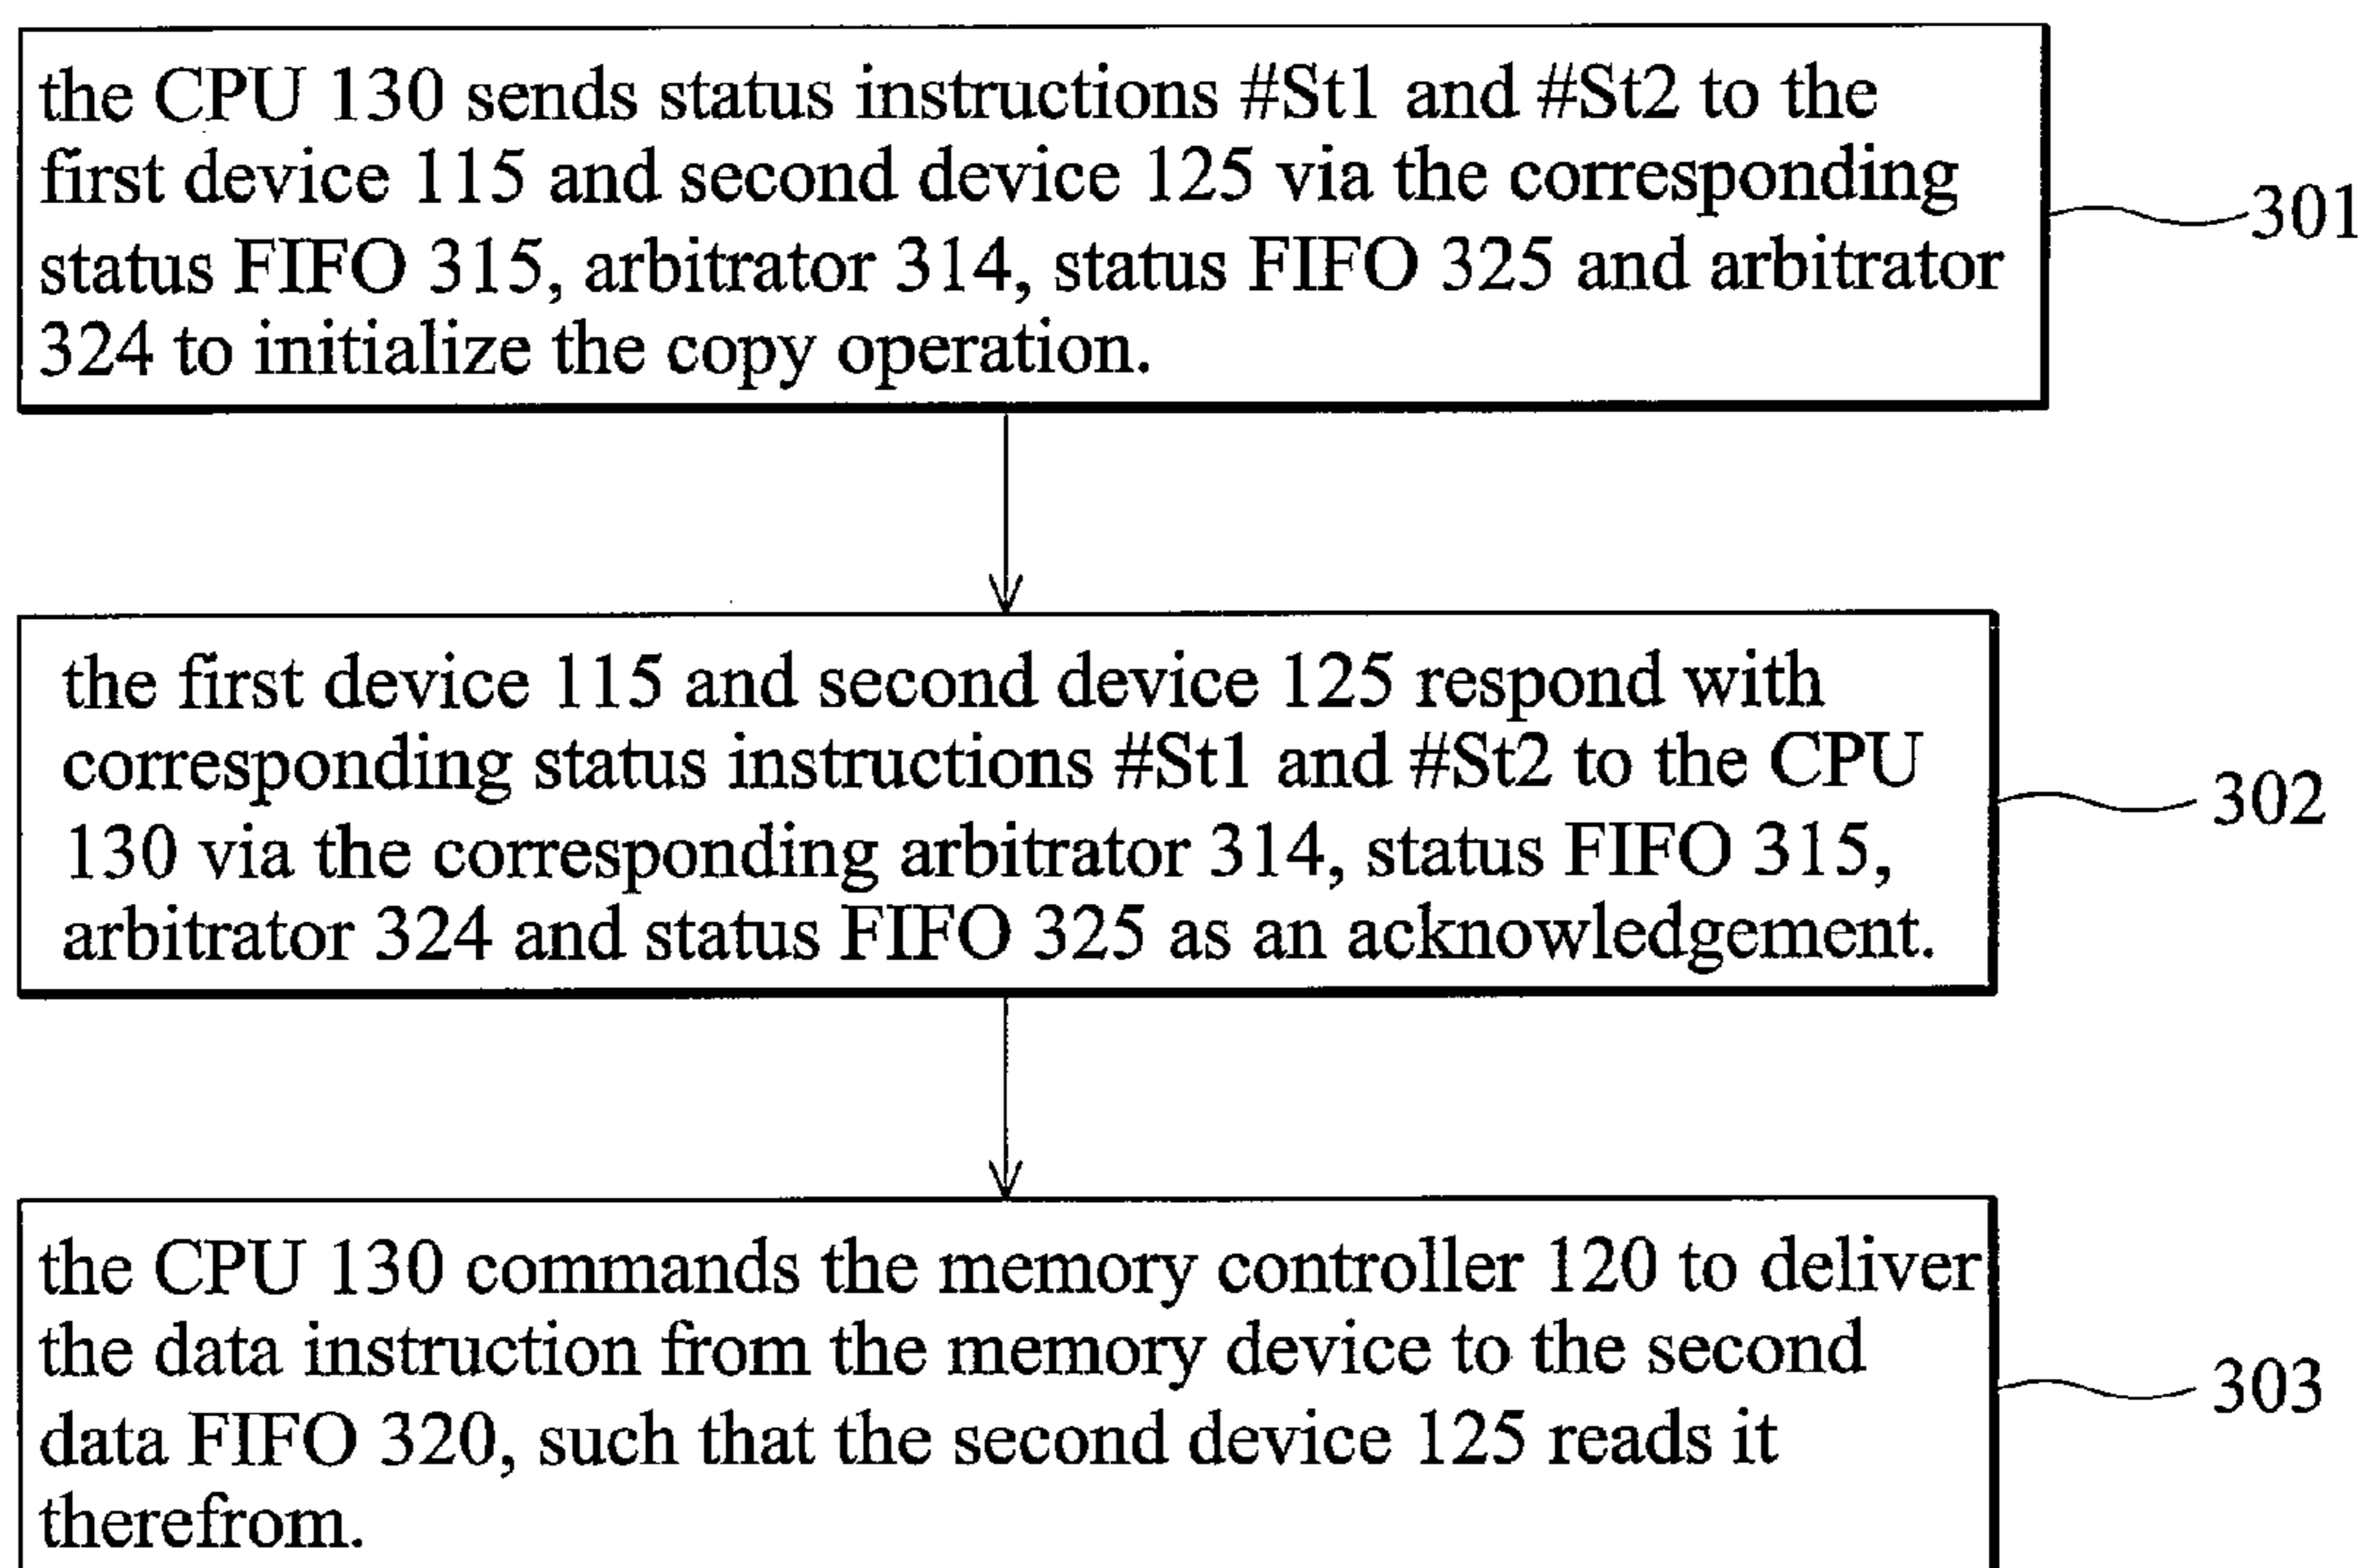 the CPU 130 sends status instructions #St1 and #St2 to the
first device 115 and second device 125 via the corresponding
status FIFO 315, arbitrator 314, status FIFO 325 and arbitrator
324 to initialize the copy operation.
301
the first device 115 and second device 125 respond with
corresponding status instructions #St1 and #St2 to the CPU
130 via the corresponding arbitrator 314, status FIFO 315,
arbitrator 324 and status FIFO 325 as an acknowledgement.
302
the CPU 130 commands the memory controller 120 to deliver
the data instruction from the memory device to the second
data FIFO 320, such that the second device 125 reads it
therefrom.
303